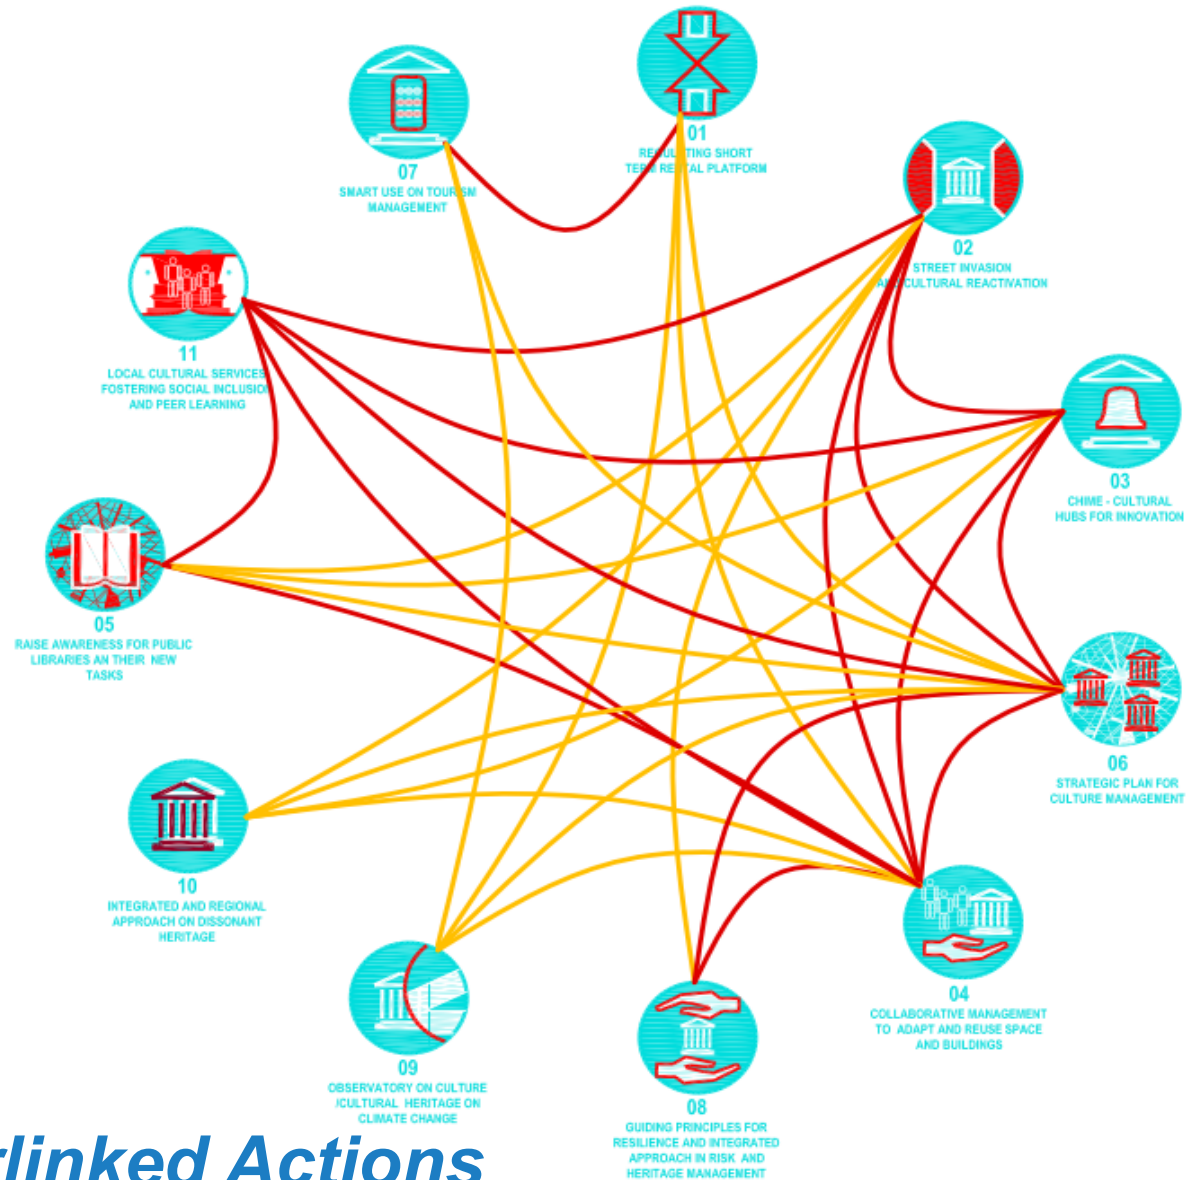 01
REGULATING SHORT
TERM RENTAL PLATFORM
07
SMART USE ON TOURISM
MANAGEMENT
02
STREET INVASION
AND CULTURAL REACTIVATION
11
LOCAL CULTURAL SERVICES
FOSTERING SOCIAL INCLUSION
AND PEER LEARNING
03
CHIME - CULTURAL
HUBS FOR INNOVATION
05
RAISE AWARENESS FOR PUBLIC
LIBRARIES AN THEIR NEW
TASKS
06
STRATEGIC PLAN FOR
CULTURE MANAGEMENT
10
INTEGRATED AND REGIONAL
APPROACH ON DISSONANT
HERITAGE
04
COLLABORATIVE MANAGEMENT
TO ADAPT AND REUSE SPACE
AND BUILDINGS
09
OBSERVATORY ON CULTURE
/CULTURAL HERITAGE ON
CLIMATE CHANGE
08
GUIDING PRINCIPLES FOR
RESILIENCE AND INTEGRATED
APPROACH IN RISK AND
HERITAGE MANAGEMENT
rlinked Actions